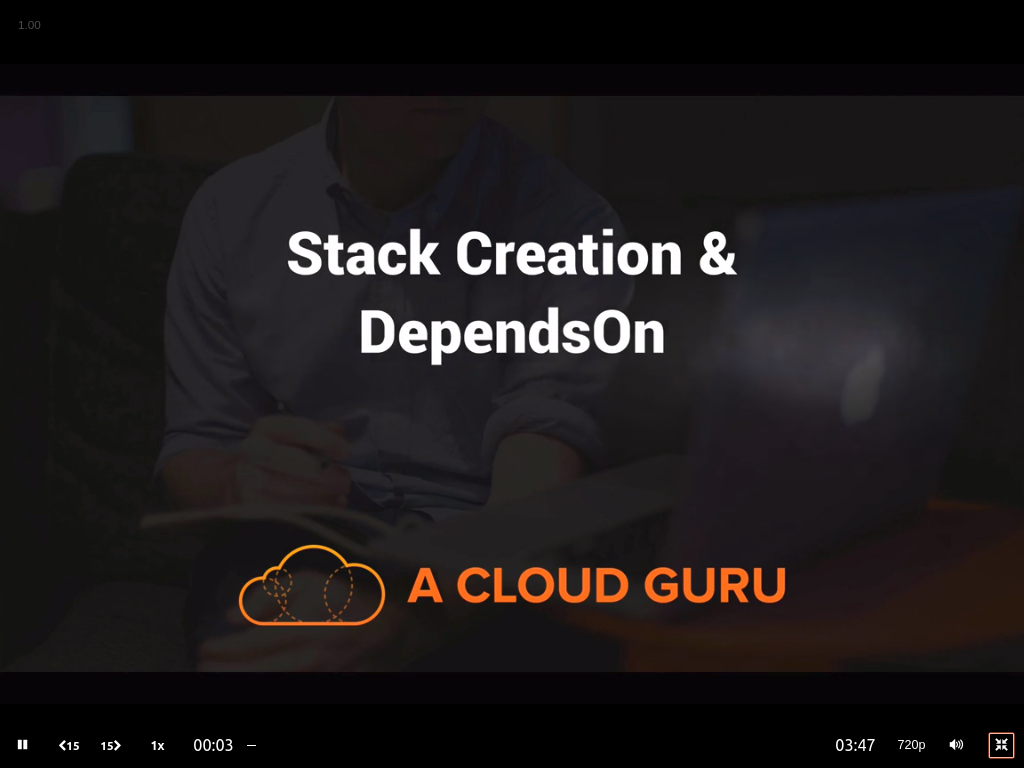 1.00
Stack Creation &
DependsOn
A CLOUD GURU
15 15 1x 00:03 03:47 720p